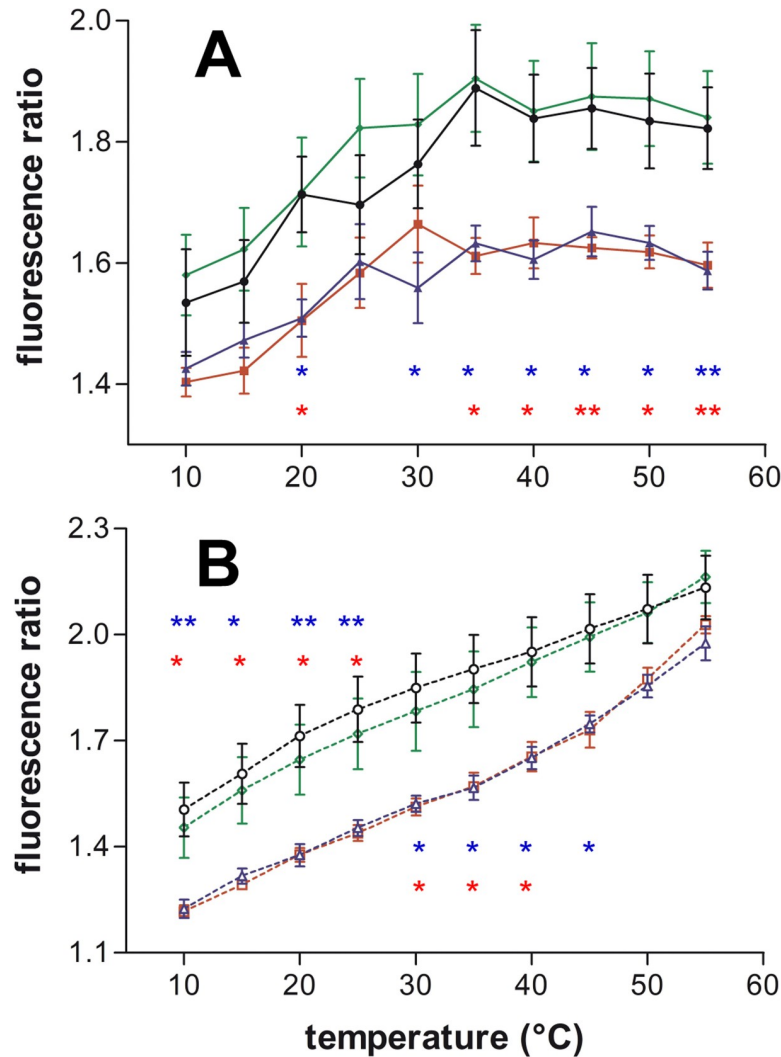 A
fluorescence ratio
2.0
1.8
1.6
1.4
* * * * * * **
* * * ** * **
10 20 30 40 50 60
B
fluorescence ratio
2.3
2.0
1.7
1.4
1.1
** * ** **
* * * *
* * * *
* * *
10 20 30 40 50 60
temperature (°C)